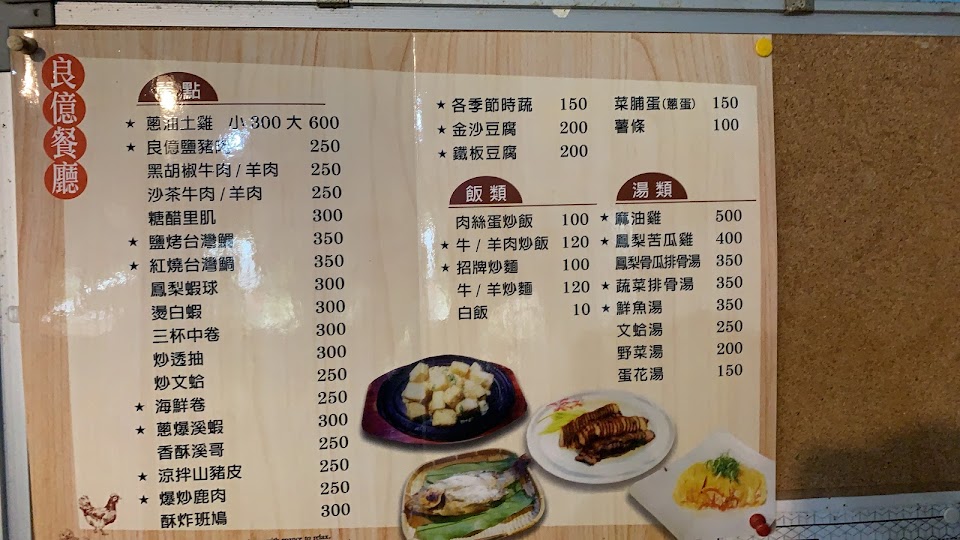 良億餐廳
點
★ 蔥油土雞 小 300 大 600
★ 良億鹽豬肉 250
黑胡椒牛肉 / 羊肉 250
沙茶牛肉 / 羊肉 250
糖醋里肌 300
★ 鹽烤台灣鯛 350
★ 紅燒台灣鯛 350
鳳梨蝦球 300
燙白蝦 300
三杯中卷 300
炒透抽 300
炒文蛤 250
★ 海鮮卷 250
★ 蔥爆溪蝦 300
香酥溪哥 250
★ 涼拌山豬皮 250
★ 爆炒鹿肉 250
酥炸班鳩 300
★ 各季節時蔬 150
★ 金沙豆腐 200
★ 鐵板豆腐 200
飯類
肉絲蛋炒飯 100
★ 牛 / 羊肉炒飯 120
★ 招牌炒麵 100
牛 / 羊炒麵 120
白飯 10
菜脯蛋(蔥蛋) 150
薯條 100
湯類
★ 麻油雞 500
★ 鳳梨苦瓜雞 400
鳳梨骨瓜排骨湯 350
★ 蔬菜排骨湯 350
★ 鮮魚湯 350
文蛤湯 250
野菜湯 200
蛋花湯 150
to relax.